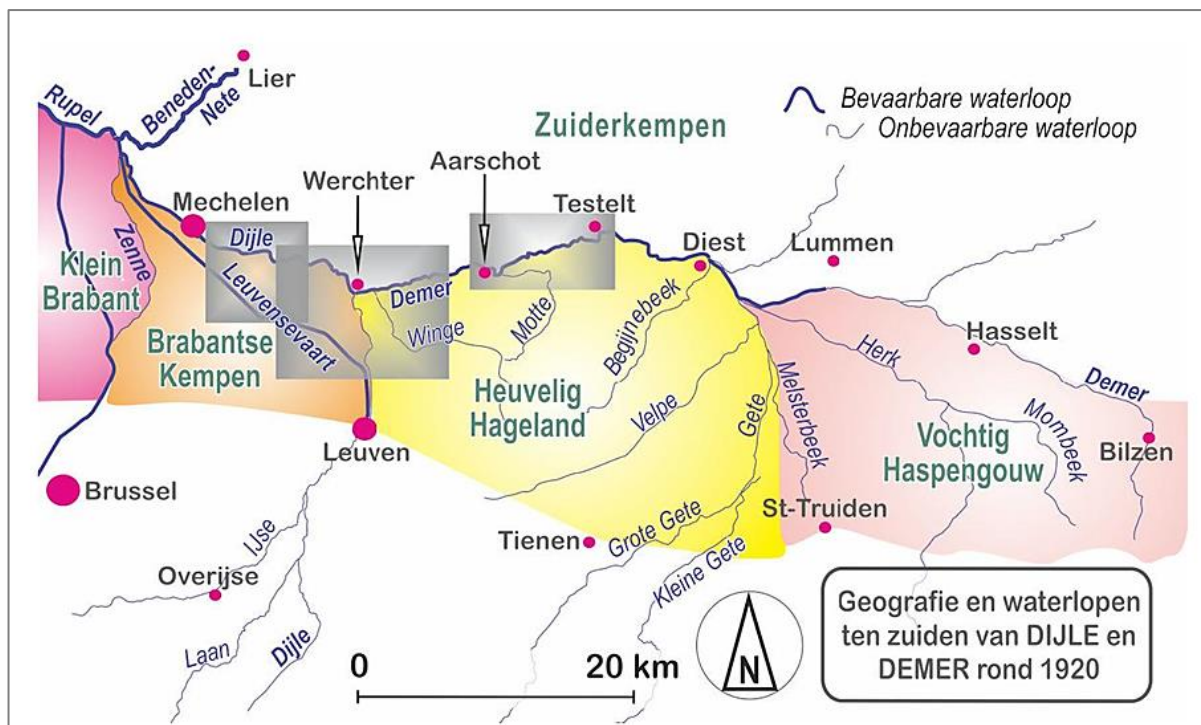 Lier
Beneden-
Nete
Rupel
Bevaarbare waterloop
Onbevaarbare waterloop
Zuiderkempen
Aarschot
Werchter
Mechelen
Testelt
Diest
Lummen
Dijle
Zenne
Klein
Brabant
Leuvensevaart
Demer
Winge
Motte
Begijnebeek
Brabantse
Kempen
Heuvelig
Hageland
Velpe
Gete
Melsterbeek
Herk
Hasselt
Demer
Mombeek
Vochtig
Haspengouw
Bilzen
Leuven
Brussel
St-Truiden
Tienen
Grote Gete
Kleine Gete
IJse
Overijse
Laan
Dijle
0
20 km
N
Geografie en waterlopen
ten zuiden van DIJLE en
DEMER rond 1920